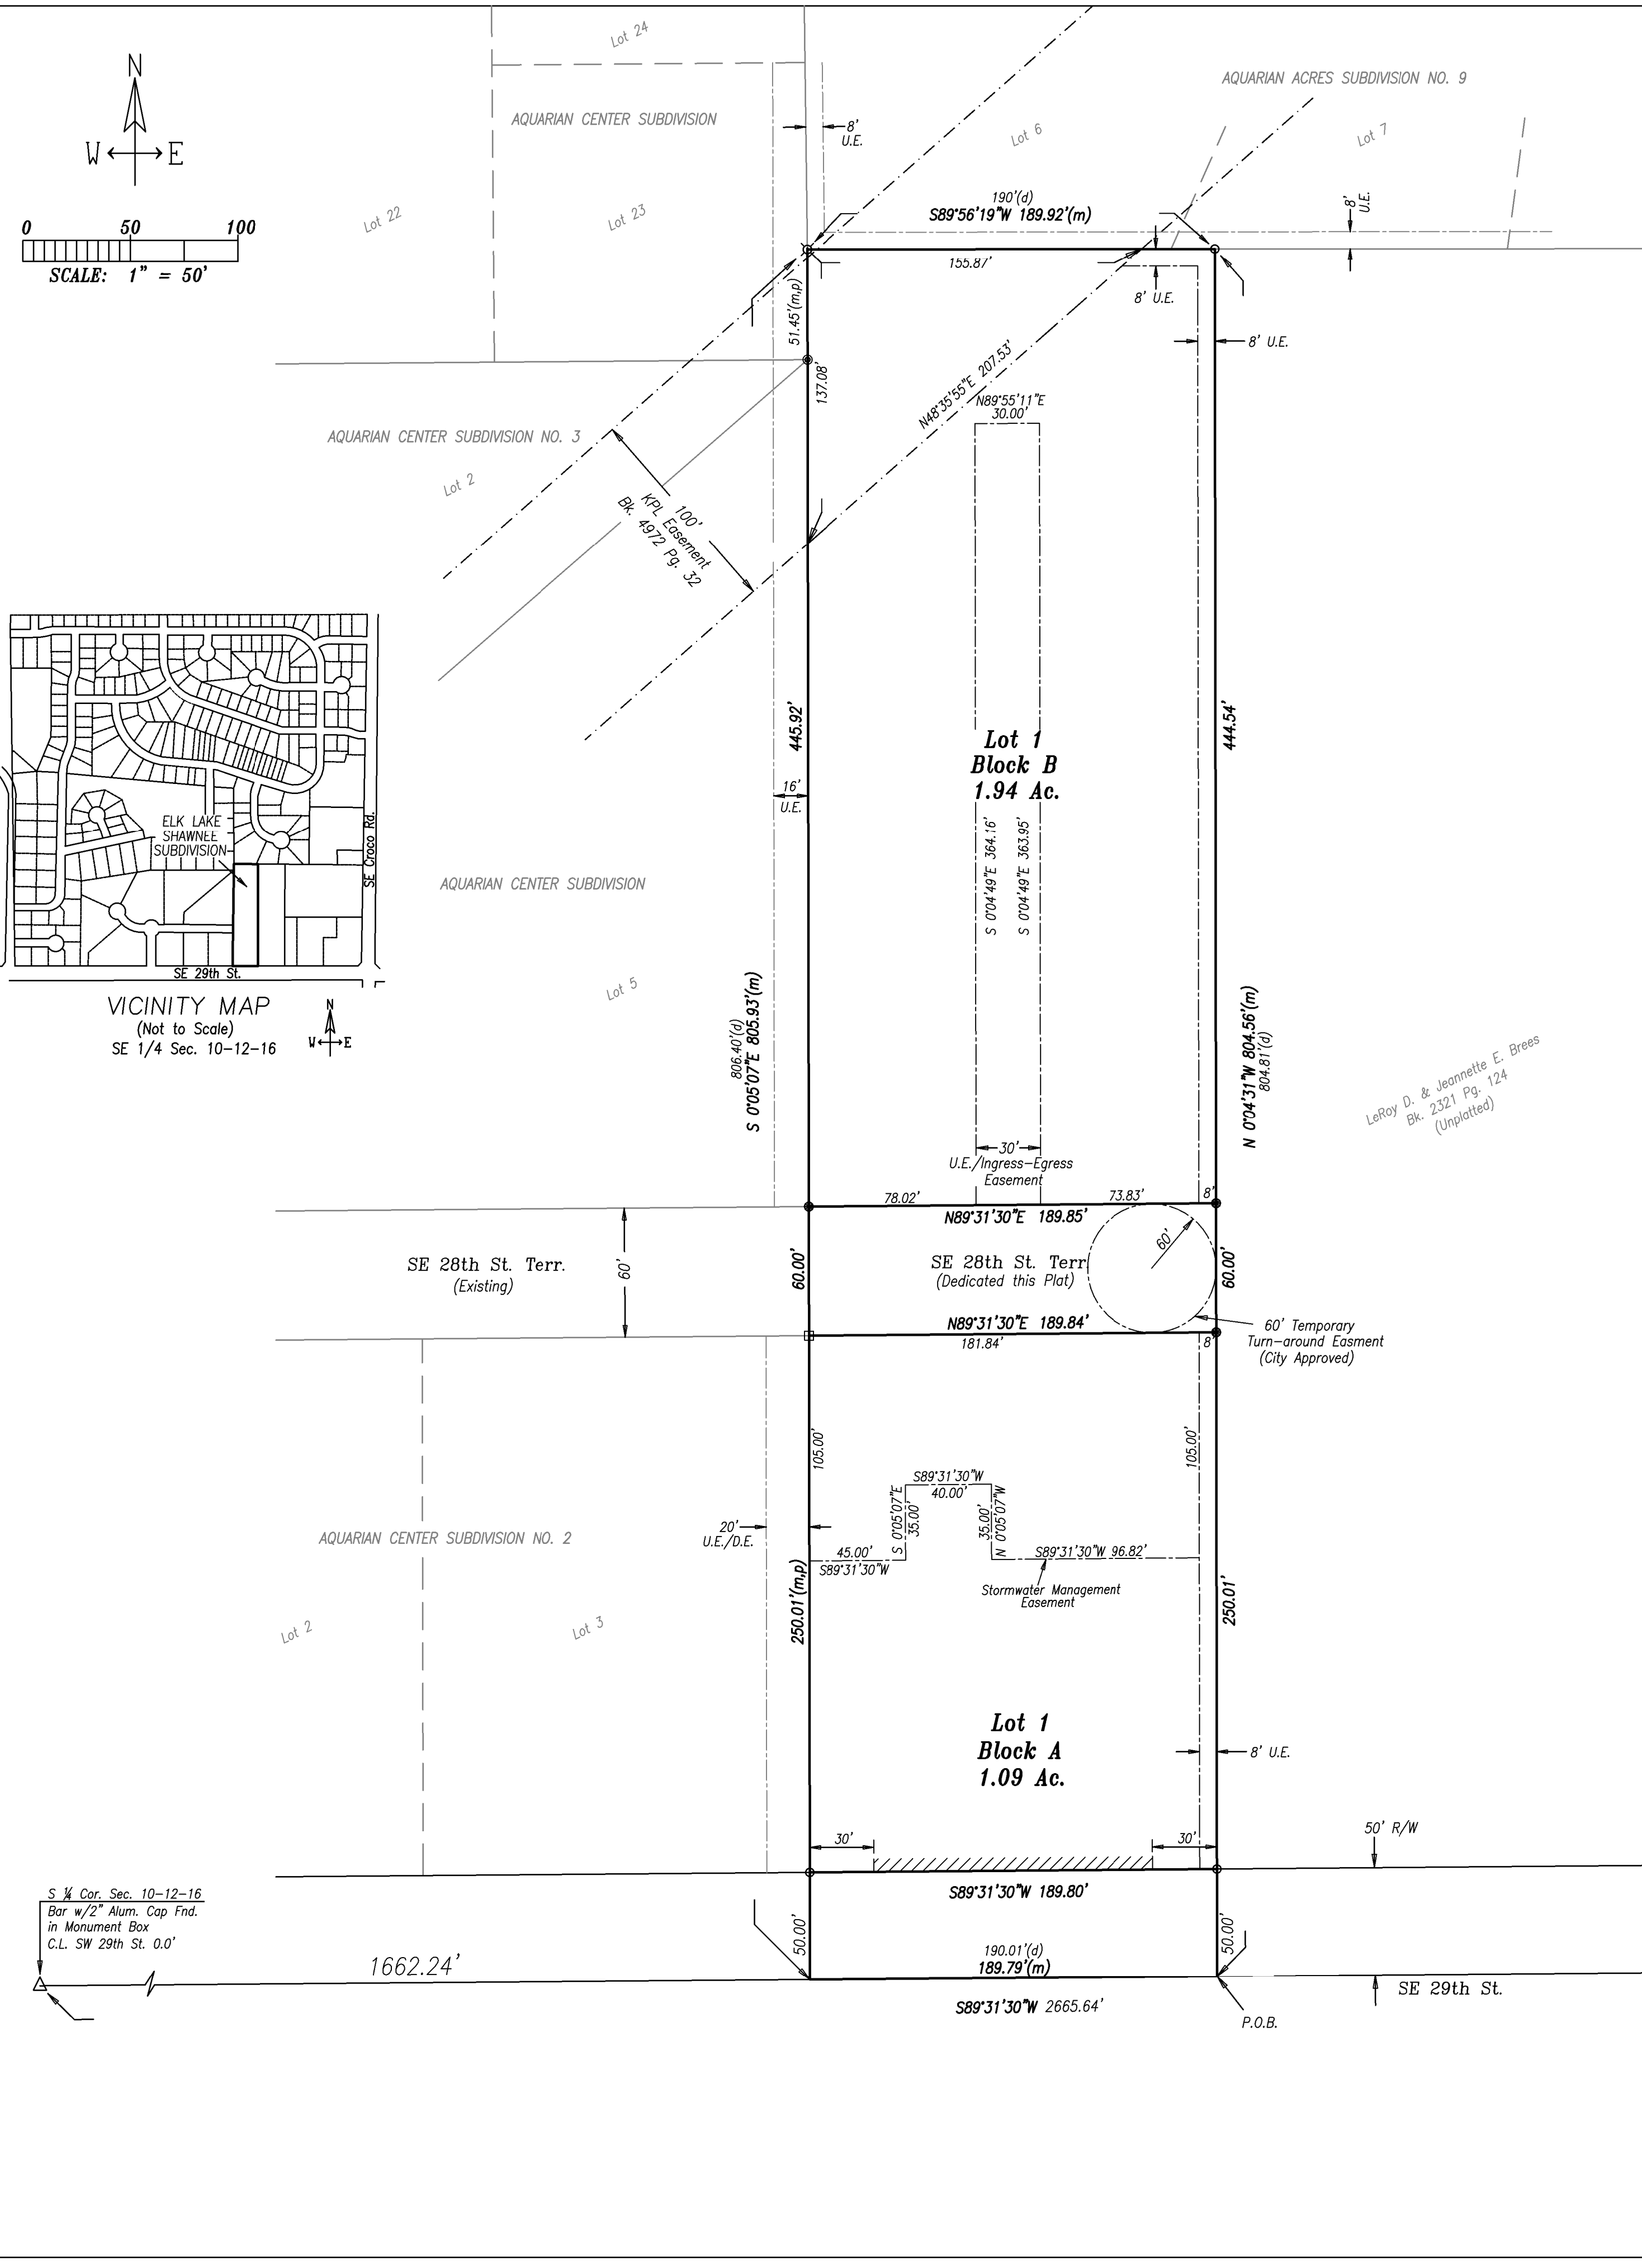 Lot 24
N
AQUARIAN ACRES SUBDIVISION NO. 9
AQUARIAN CENTER SUBDIVISION
8'
U.E.
Lot 6
Lot 7
W E
190'(d)
S89°56'19"W 189.92'(m)
8'
U.E.
Lot 22
Lot 23
0 50 100
SCALE: 1" = 50'
155.87'
8' U.E.
51.45'(m,p)
8' U.E.
137.08'
N48°35'55"E 207.53'
N89°55'11"E
30.00'
AQUARIAN CENTER SUBDIVISION NO. 3
Lot 2
100'
KPL Easement
Bk. 4972 Pg. 32
445.92'
444.54'
Lot 1
Block B
1.94 Ac.
16'
U.E.
S 0°04'49"E 364.16'
S 0°04'49"E 363.95'
ELK LAKE
SHAWNEE
SUBDIVISION
SE Croco Rd.
SE 29th St.
VICINITY MAP
(Not to Scale)
SE 1/4 Sec. 10-12-16
N
W E
AQUARIAN CENTER SUBDIVISION
Lot 5
806.40'(d)
S 0°05'07"E 805.93'(m)
N 0°04'31"W 804.56'(m)
804.81'(d)
LeRoy D. & Jeannette E. Brees
Bk. 2321 Pg. 124
(Unplatted)
30'
U.E./Ingress-Egress
Easement
78.02'
73.83'
8'
N89°31'30"E 189.85'
SE 28th St. Terr.
(Existing)
60'
60.00'
SE 28th St. Terr
(Dedicated this Plat)
60'
60.00'
N89°31'30"E 189.84'
181.84'
8'
60' Temporary
Turn-around Easment
(City Approved)
105.00'
105.00'
S89°31'30"W
40.00'
S 0°05'07"E
35.00'
35.00'
N 0°05'07"W
20'
U.E./D.E.
45.00'
S89°31'30"W
S89°31'30"W 96.82'
Stormwater Management
Easement
AQUARIAN CENTER SUBDIVISION NO. 2
250.01'(m,p)
250.01'
Lot 2
Lot 3
Lot 1
Block A
1.09 Ac.
8' U.E.
30'
30'
50' R/W
S89°31'30"W 189.80'
S ¼ Cor. Sec. 10-12-16
Bar w/2" Alum. Cap Fnd.
in Monument Box
C.L. SW 29th St. 0.0'
50.00'
50.00'
1662.24'
190.01'(d)
189.79'(m)
S89°31'30"W 2665.64'
SE 29th St.
P.O.B.